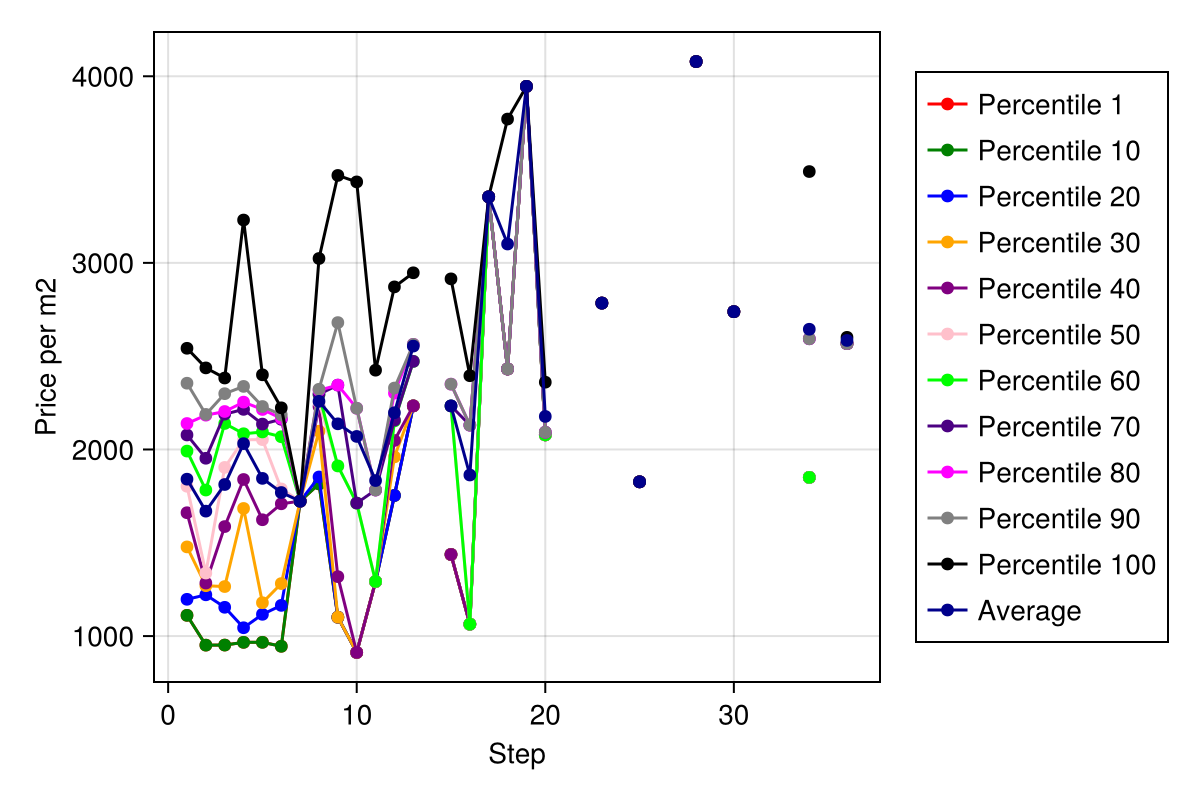 4000
3000
2000
1000
Price per m2
0 10 20 30
Step
Percentile 1
Percentile 10
Percentile 20
Percentile 30
Percentile 40
Percentile 50
Percentile 60
Percentile 70
Percentile 80
Percentile 90
Percentile 100
Average